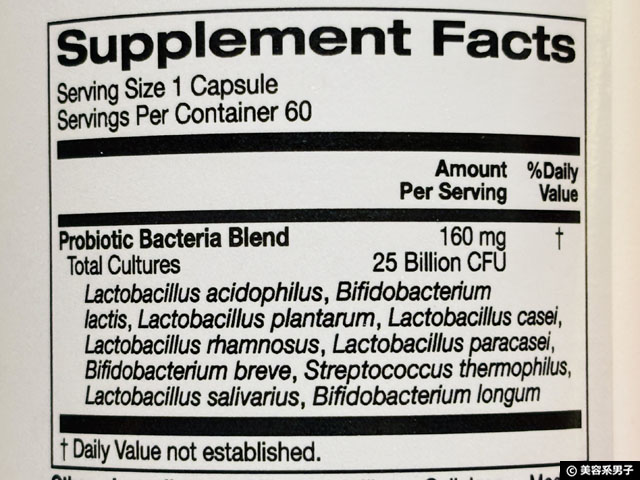 Supplement Facts
Serving Size 1 Capsule
Servings Per Container 60
Amount Per Serving
%Daily Value
Probiotic Bacteria Blend 160 mg †
Total Cultures 25 Billion CFU
Lactobacillus acidophilus, Bifidobacterium
lactis, Lactobacillus plantarum, Lactobacillus casei,
Lactobacillus rhamnosus, Lactobacillus paracasei,
Bifidobacterium breve, Streptococcus thermophilus,
Lactobacillus salivarius, Bifidobacterium longum
† Daily Value not established.
© 美容系男子